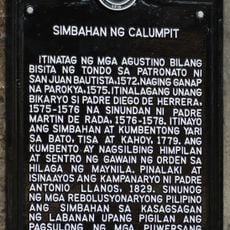 SIMBAHAN NG CALUMPIT
ITINATAG NG MGA AGUSTINO BILANG
BISITA NG TONDO SA PATRONATO NI
SAN JUAN BAUTISTA,1572.NAGING GANAP
NA PAROKYA,1575.ITINALAGANG UNANG
BIKARYO SI PADRE DIEGO DE HERRERA,
1575-1576 NA SINUNDAN NI PADRE
MARTIN DE RADA, 1576-1578. ITINAYO
ANG SIMBAHAN AT KUMBENTONG YARI
SA BATO, TISA AT KAHOY, 1779. ANG
KUMBENTO AY NAGSILBING HIMPILAN
AT SENTRO NG GAWAIN NG ORDEN SA
HILAGA NG MAYNILA. PINALAKI AT
ISINAAYOS ANG KAMPANARYO NI PADRE
ANTONIO LLANOS, 1829. SINUNOG
NG MGA REBOLUSYONARYONG PILIPINO
ANG SIMBAHAN SA KASAGSAGAN
NG LABANAN UPANG PIGILAN ANG
PAGSULONG NG MGA PUWERSANG